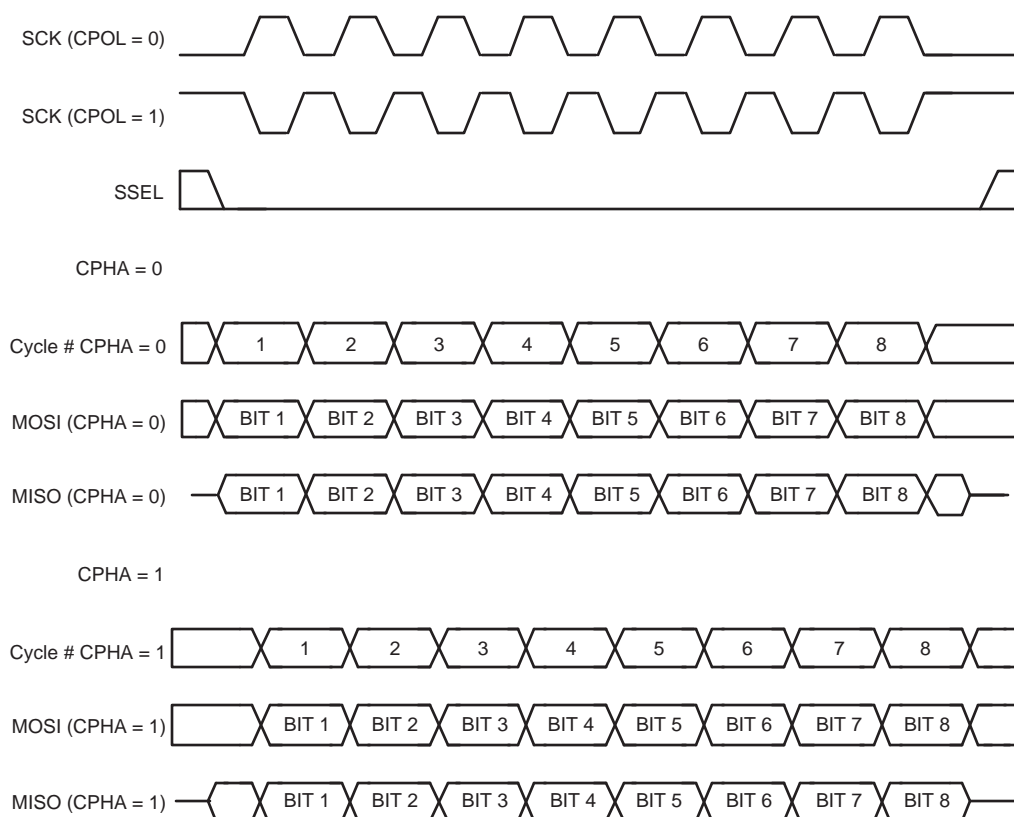 SCK (CPOL = 0)
SCK (CPOL = 1)
SSEL
CPHA = 0
Cycle # CPHA = 0 1 2 3 4 5 6 7 8
MOSI (CPHA = 0) BIT 1 BIT 2 BIT 3 BIT 4 BIT 5 BIT 6 BIT 7 BIT 8
MISO (CPHA = 0) BIT 1 BIT 2 BIT 3 BIT 4 BIT 5 BIT 6 BIT 7 BIT 8
CPHA = 1
Cycle # CPHA = 1 1 2 3 4 5 6 7 8
MOSI (CPHA = 1) BIT 1 BIT 2 BIT 3 BIT 4 BIT 5 BIT 6 BIT 7 BIT 8
MISO (CPHA = 1) BIT 1 BIT 2 BIT 3 BIT 4 BIT 5 BIT 6 BIT 7 BIT 8